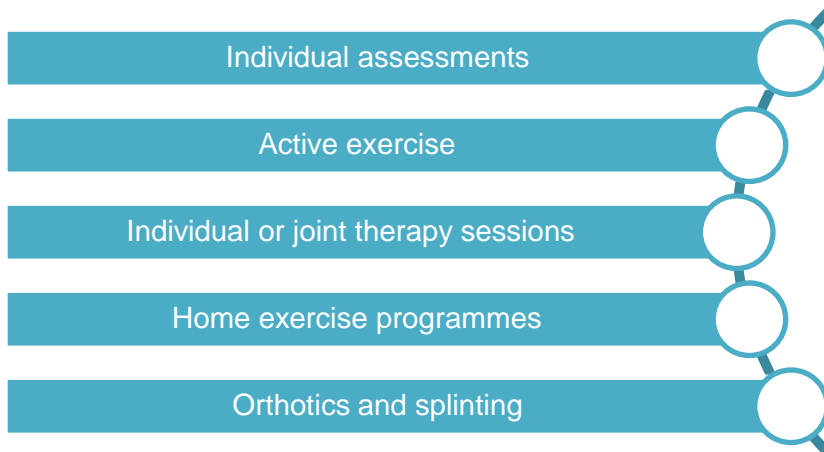 Individual assessments
Active exercise
Individual or joint therapy sessions
Home exercise programmes
Orthotics and splinting